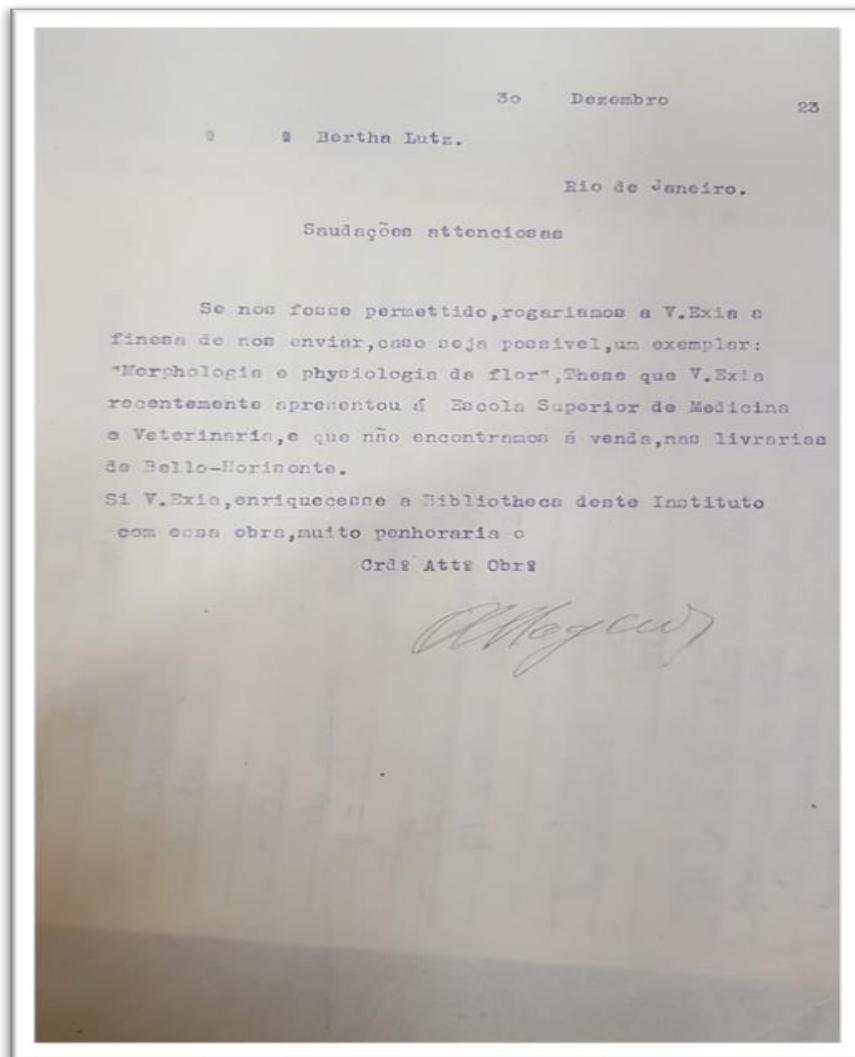 30 Dezembro 23
º º Bertha Lutz.
Rio de Janeiro.
Saudações attenciosas
Se nos fosse permettido,rogariamos a V.Exia a
finesa de nos enviar,caso seja possivel,um exemplar:
"Morphologia e physiologia da flor",These que V.Exia
recentemente apresentou á Escola Superior de Medicina
e Veterinaria,e que não encontramos á venda,nas livrarias
de Bello-Horisonte.
Si V.Exia,enriquecesse a Bibliotheca deste Instituto
com essa obra,muito penhoraria o
Crdº Attº Obrº